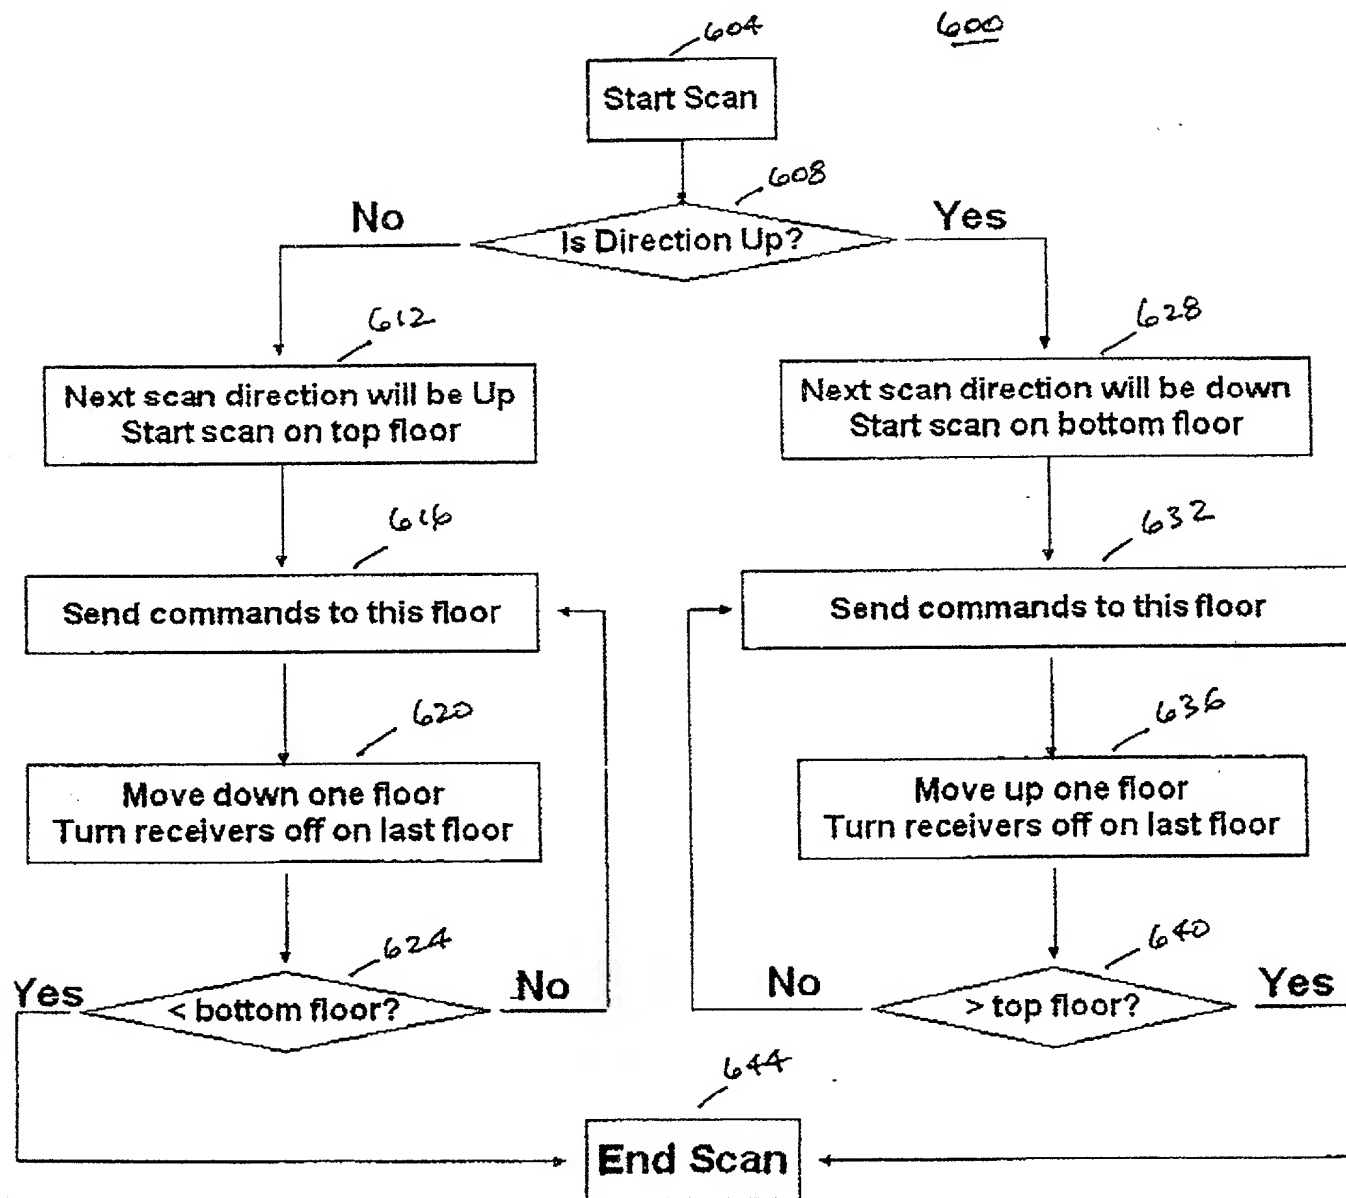 604
600
Start Scan
608
No
Yes
Is Direction Up?
612
628
Next scan direction will be Up
Start scan on top floor
Next scan direction will be down
Start scan on bottom floor
616
632
Send commands to this floor
Send commands to this floor
620
636
Move down one floor
Turn receivers off on last floor
Move up one floor
Turn receivers off on last floor
624
640
Yes
< bottom floor?
No
No
> top floor?
Yes
644
End Scan